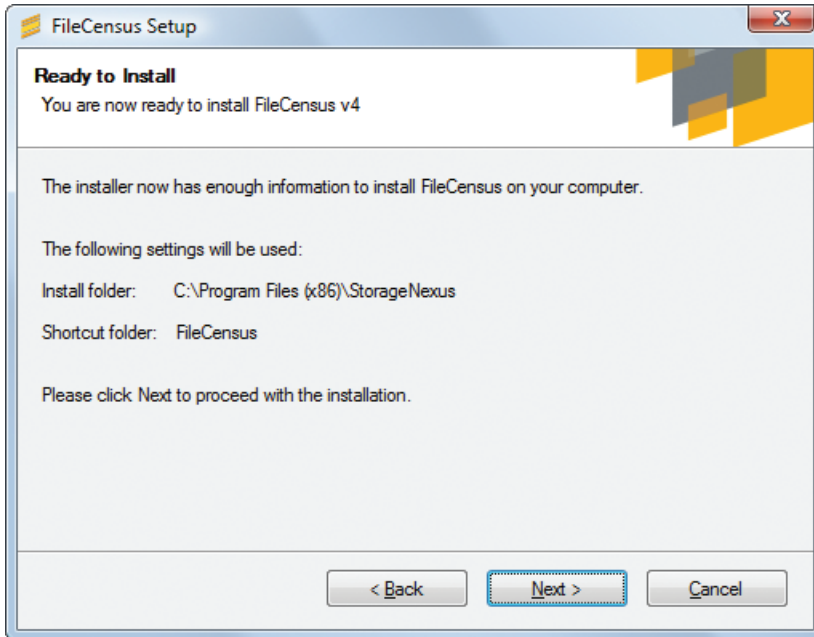 FileCensus Setup
Ready to Install
You are now ready to install FileCensus v4
The installer now has enough information to install FileCensus on your computer.
The following settings will be used:
Install folder: C:\Program Files (x86)\StorageNexus
Shortcut folder: FileCensus
Please click Next to proceed with the installation.
< Back Next > Cancel